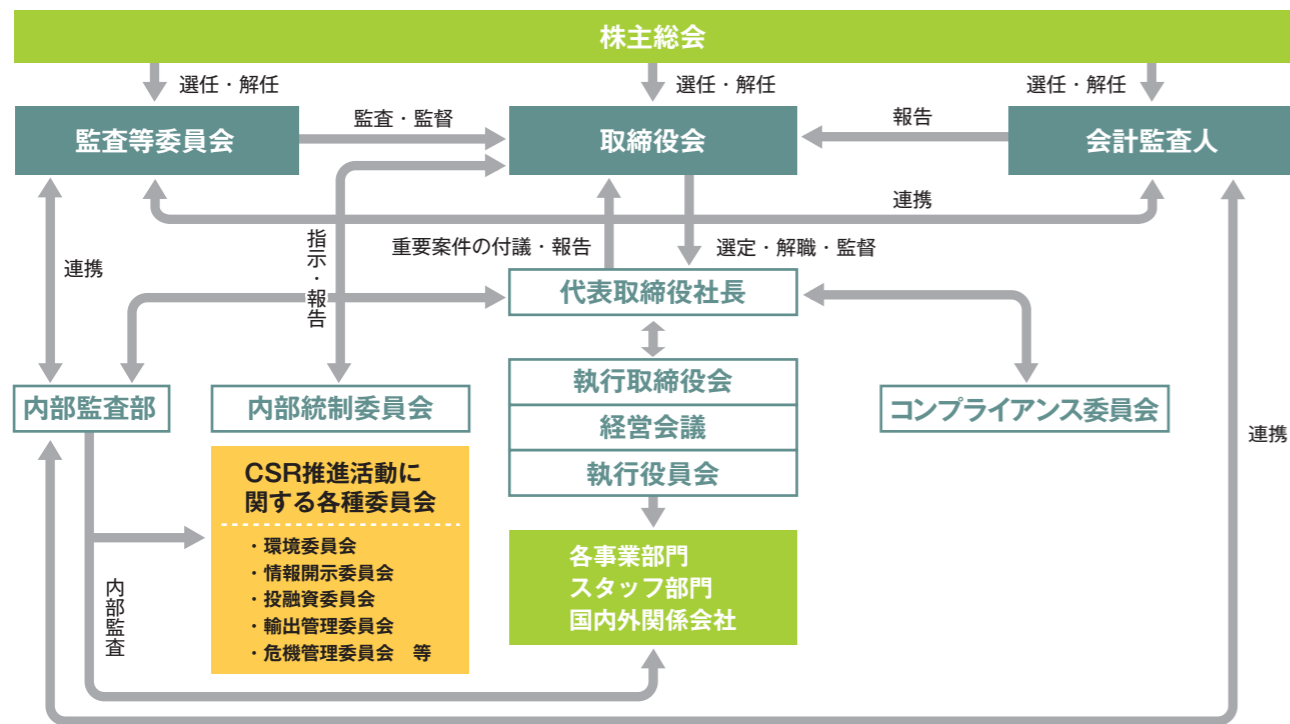 株主総会
選任・解任
選任・解任
選任・解任
監査等委員会
監査・監督
取締役会
報告
会計監査人
連携
連携
指示・報告
重要案件の付議・報告
選定・解職・監督
代表取締役社長
内部監査部
内部統制委員会
執行取締役会
経営会議
執行役員会
コンプライアンス委員会
連携
CSR推進活動に
関する各種委員会
・環境委員会
・情報開示委員会
・投融資委員会
・輸出管理委員会
・危機管理委員会 等
各事業部門
スタッフ部門
国内外関係会社
内部監査